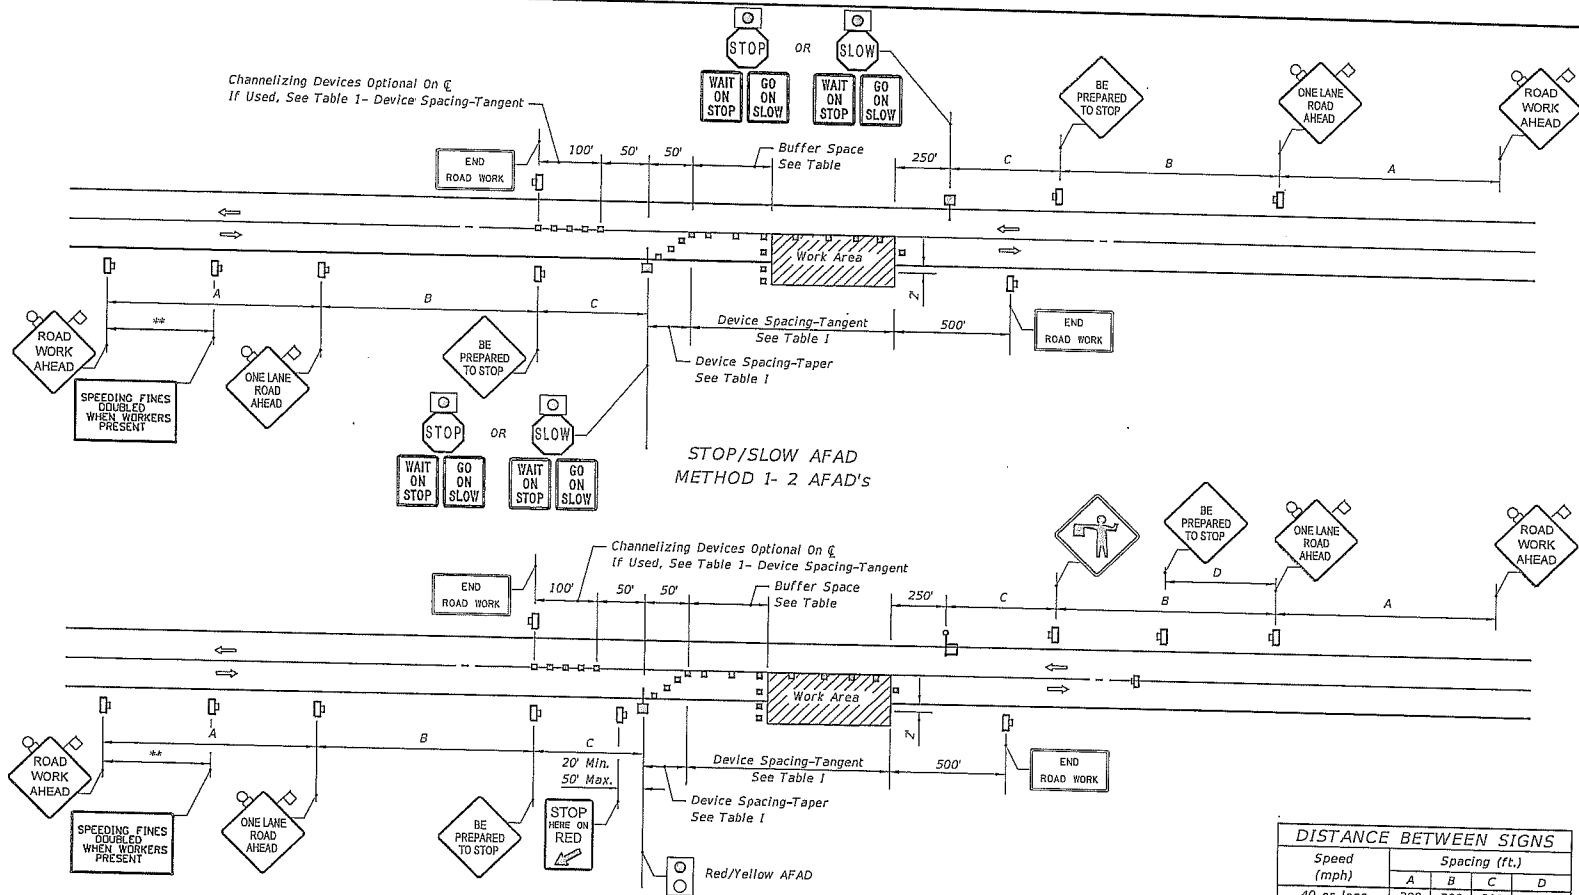 STOP
OR
SLOW
WAIT
ON
STOP
GO
ON
SLOW
WAIT
ON
STOP
GO
ON
SLOW
Channelizing Devices Optional On ℄
If Used, See Table 1- Device Spacing-Tangent
BE
PREPARED
TO STOP
ONE LANE
ROAD
AHEAD
ROAD
WORK
AHEAD
END
ROAD WORK
100'
50'
50'
Buffer Space
See Table
250'
C
B
A
Work Area
2'
A
B
C
**
Device Spacing-Tangent
See Table I
500'
END
ROAD WORK
Device Spacing-Taper
See Table I
ROAD
WORK
AHEAD
SPEEDING FINES
DOUBLED
WHEN WORKERS
PRESENT
ONE LANE
ROAD
AHEAD
BE
PREPARED
TO STOP
STOP
OR
SLOW
WAIT
ON
STOP
GO
ON
SLOW
WAIT
ON
STOP
GO
ON
SLOW
STOP/SLOW AFAD
METHOD 1- 2 AFAD's
Channelizing Devices Optional On ℄
If Used, See Table 1- Device Spacing-Tangent
BE
PREPARED
TO STOP
ONE LANE
ROAD
AHEAD
ROAD
WORK
AHEAD
END
ROAD WORK
100'
50'
50'
Buffer Space
See Table
250'
C
D
B
A
Work Area
2'
A
B
C
**
20' Min.
50' Max.
Device Spacing-Tangent
See Table I
500'
END
ROAD WORK
Device Spacing-Taper
See Table I
ROAD
WORK
AHEAD
SPEEDING FINES
DOUBLED
WHEN WORKERS
PRESENT
ONE LANE
ROAD
AHEAD
BE
PREPARED
TO STOP
STOP
HERE ON
RED
Red/Yellow AFAD
DISTANCE BETWEEN SIGNS
Speed
(mph)
Spacing (ft.)
A B C D